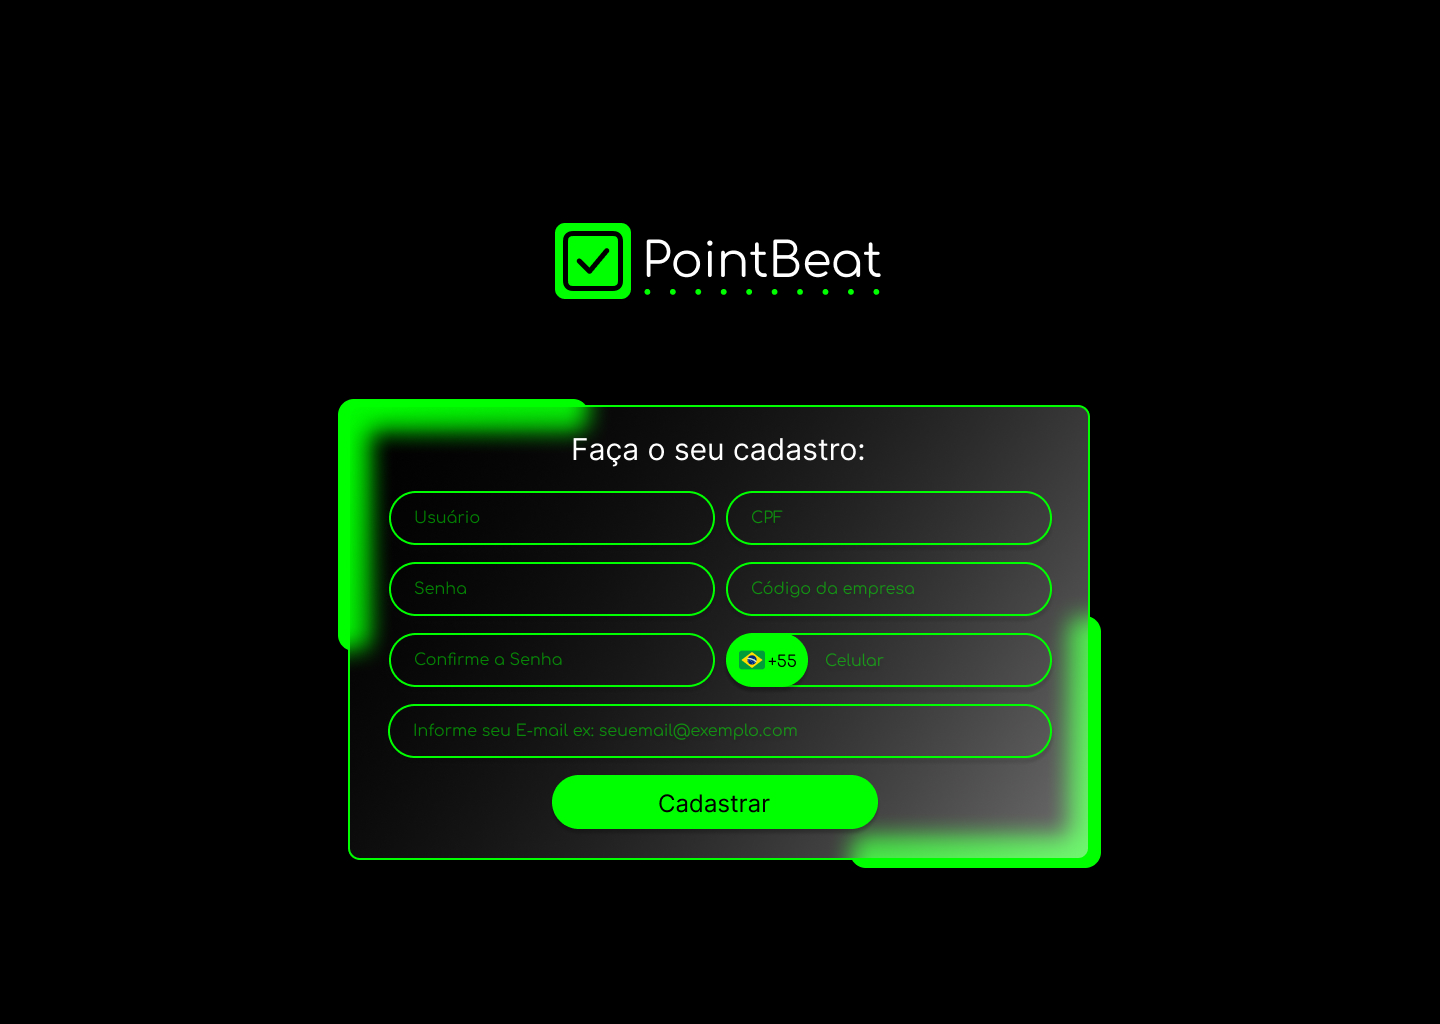 PointBeat
Faça o seu cadastro:
Usuário
CPF
Senha
Código da empresa
Confirme a Senha
+55 Celular
Informe seu E-mail ex: seuemail@exemplo.com
Cadastrar